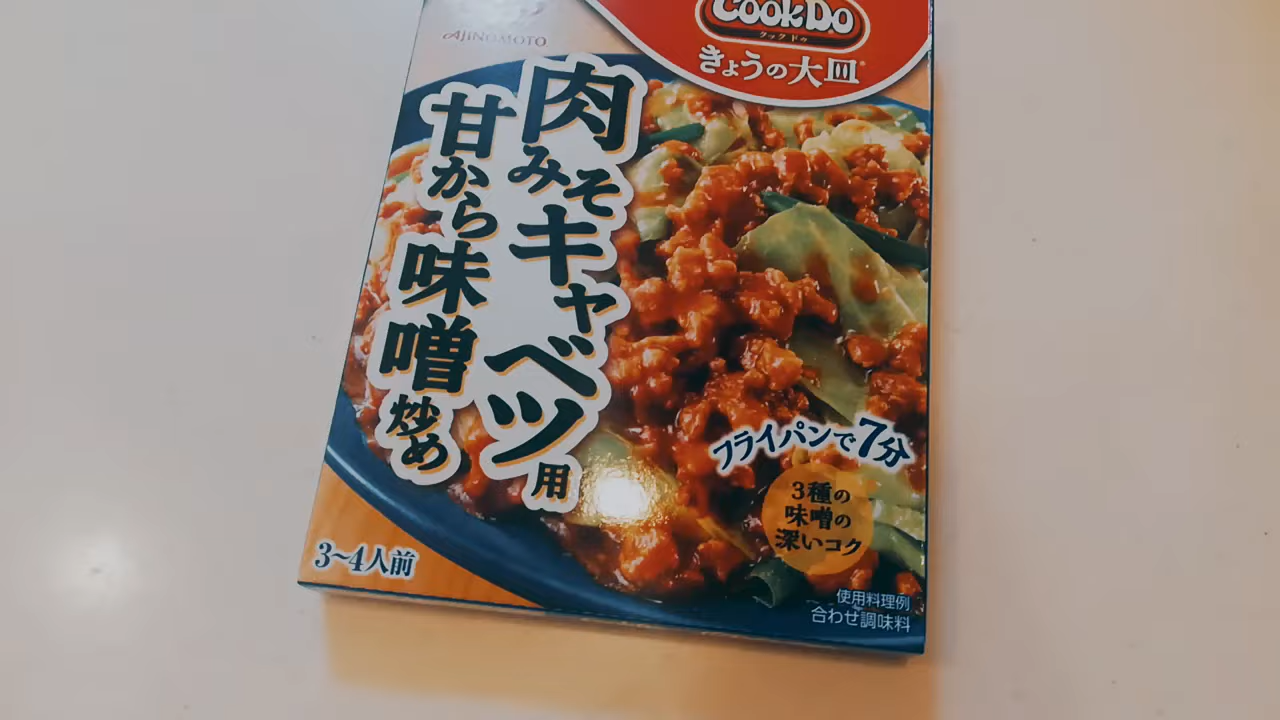 AJINOMOTO
CookDo
クックドゥ
きょうの大皿®
肉みそキャベツ用
甘から味噌炒め
フライパンで7分
3種の
味噌の
深いコク
3~4人前
使用料理例
合わせ調味料